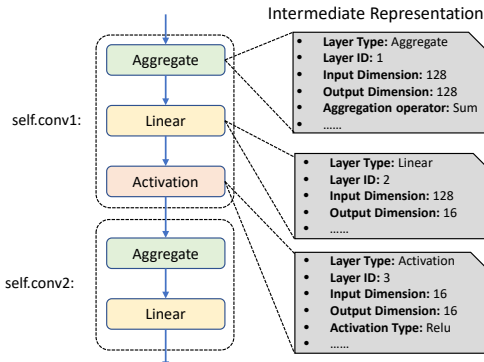 Intermediate Representation
Aggregate
self.conv1:
Linear
Activation
Aggregate
self.conv2:
Linear
• Layer Type: Aggregate
• Layer ID: 1
• Input Dimension: 128
• Output Dimension: 128
• Aggregation operator: Sum
• ......
• Layer Type: Linear
• Layer ID: 2
• Input Dimension: 128
• Output Dimension: 16
• ......
• Layer Type: Activation
• Layer ID: 3
• Input Dimension: 16
• Output Dimension: 16
• Activation Type: Relu
• ......